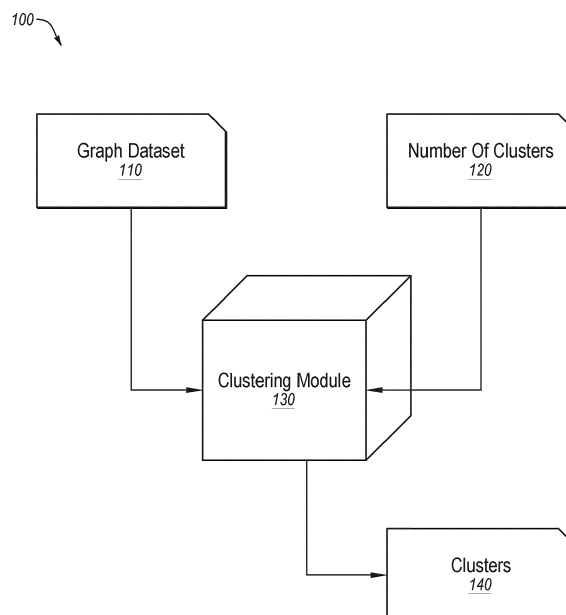 100
Graph Dataset
110
Number Of Clusters
120
Clustering Module
130
Clusters
140